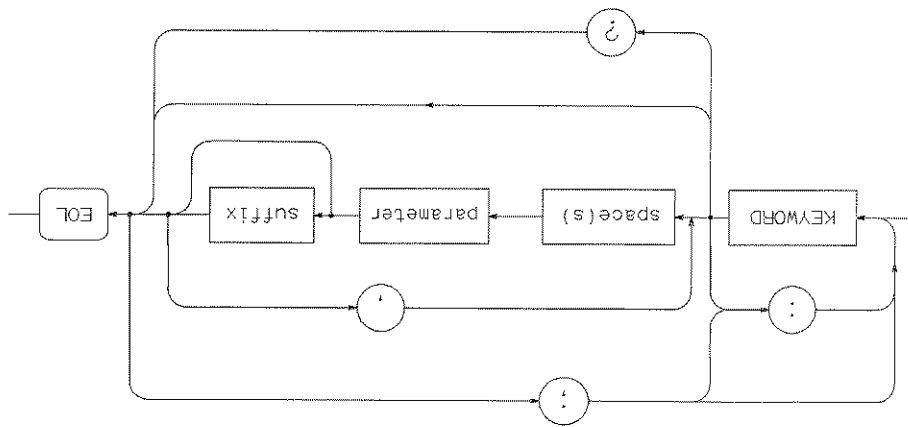 ;
:
,
KEYWORD
space(s)
parameter
suffix
EOL
?